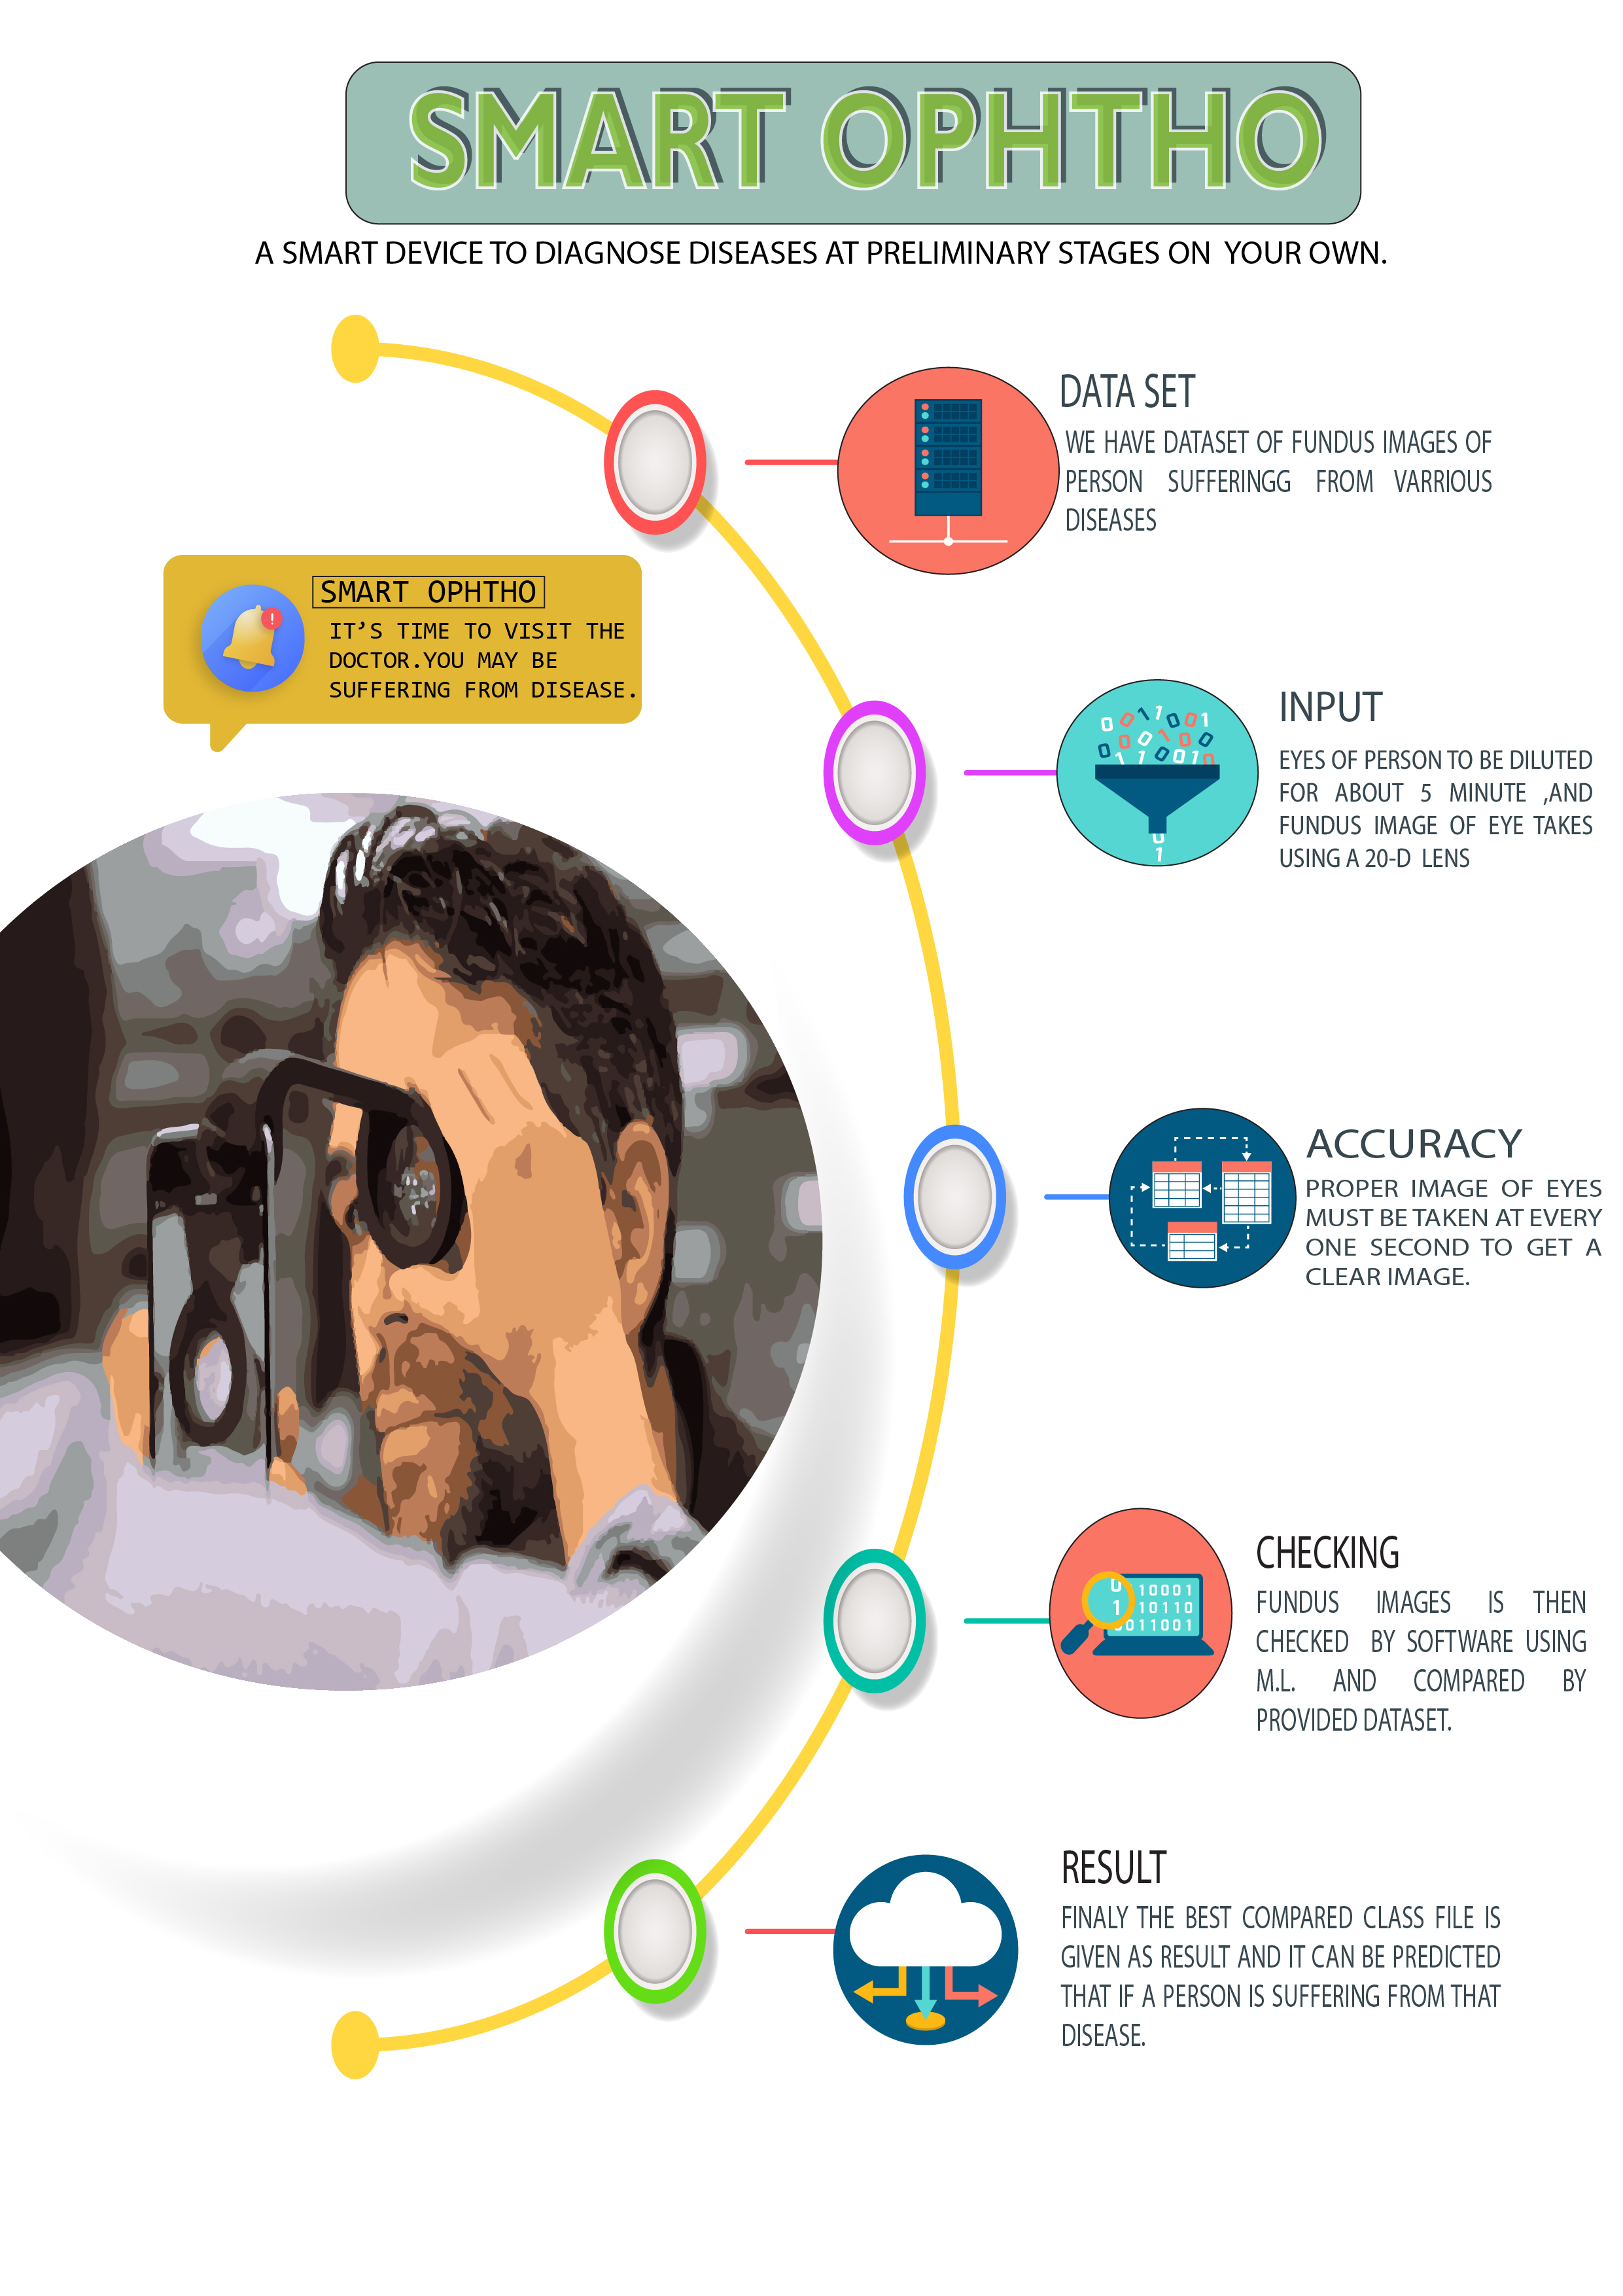 SMART OPHTHO
A SMART DEVICE TO DIAGNOSE DISEASES AT PRELIMINARY STAGES ON YOUR OWN.
DATA SET
WE HAVE DATASET OF FUNDUS IMAGES OF
PERSON SUFFERINGG FROM VARRIOUS
DISEASES
SMART OPHTHO
IT'S TIME TO VISIT THE
DOCTOR.YOU MAY BE
SUFFERING FROM DISEASE.
INPUT
EYES OF PERSON TO BE DILUTED
FOR ABOUT 5 MINUTE ,AND
FUNDUS IMAGE OF EYE TAKES
USING A 20-D LENS
ACCURACY
PROPER IMAGE OF EYES
MUST BE TAKEN AT EVERY
ONE SECOND TO GET A
CLEAR IMAGE.
CHECKING
FUNDUS IMAGES IS THEN
CHECKED BY SOFTWARE USING
M.L. AND COMPARED BY
PROVIDED DATASET.
0 10001
1 10110
0011001
RESULT
FINALY THE BEST COMPARED CLASS FILE IS
GIVEN AS RESULT AND IT CAN BE PREDICTED
THAT IF A PERSON IS SUFFERING FROM THAT
DISEASE.